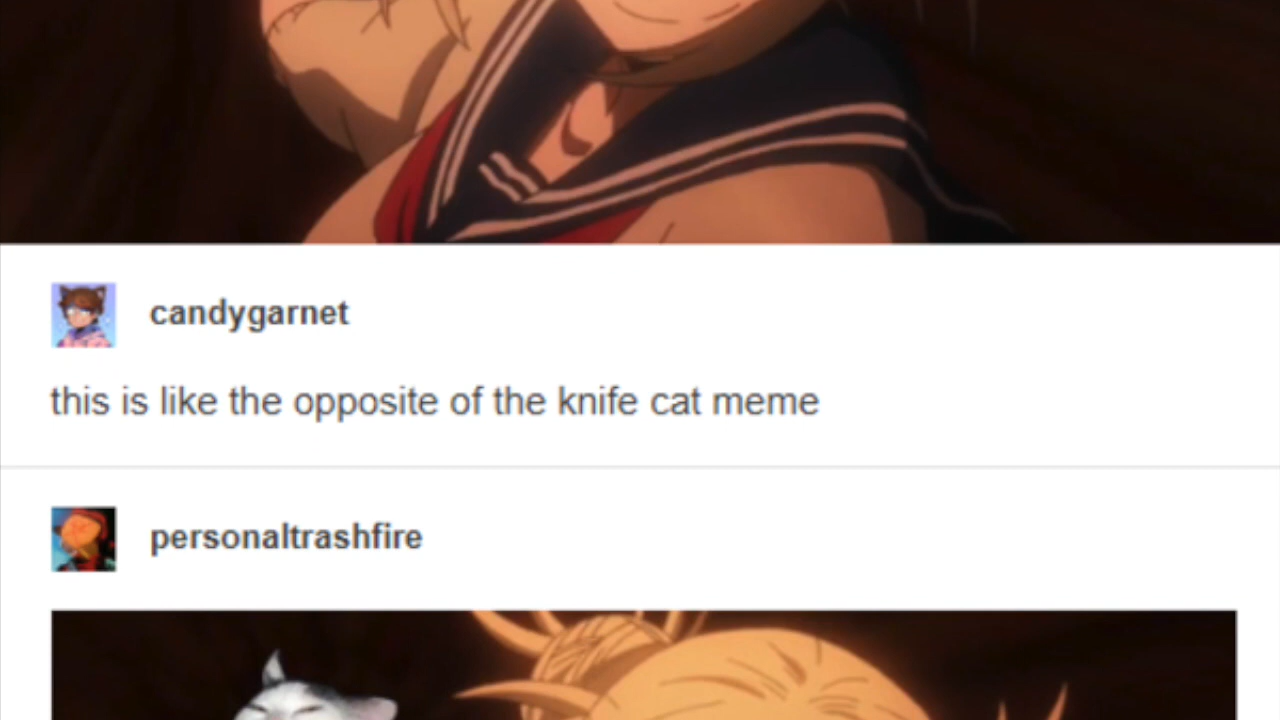 candygarnet
this is like the opposite of the knife cat meme
personaltrashfire